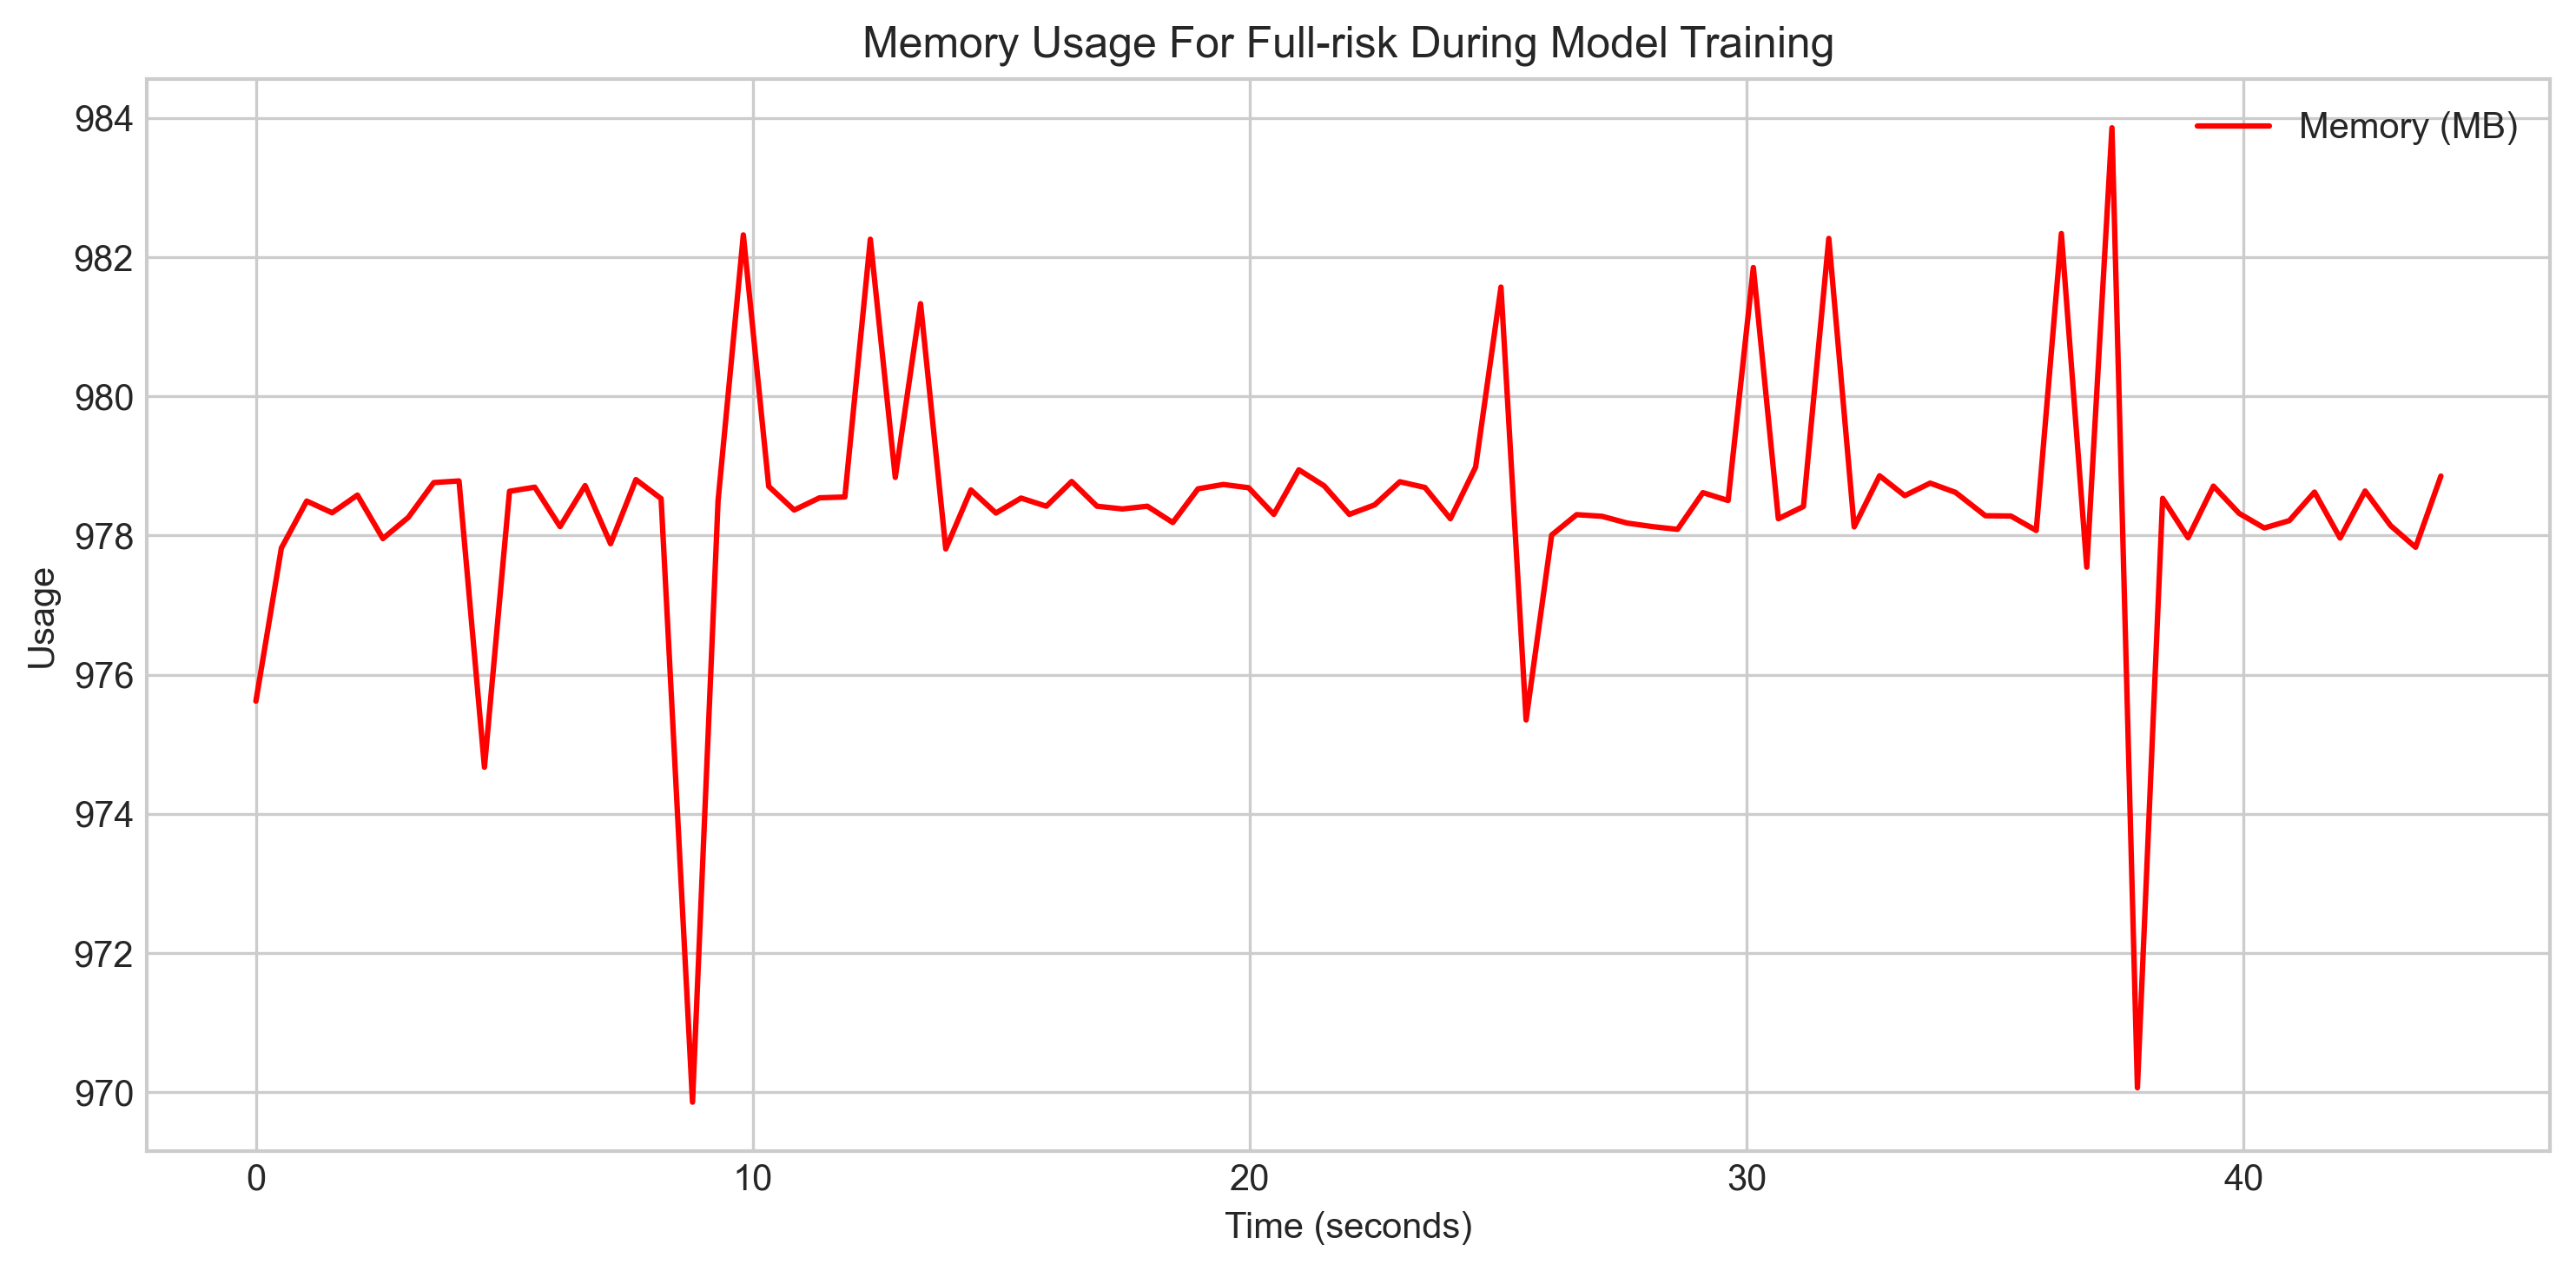 Memory Usage For Full-risk During Model Training
984
982
980
978
976
974
972
970
Usage
Memory (MB)
0 10 20 30 40
Time (seconds)